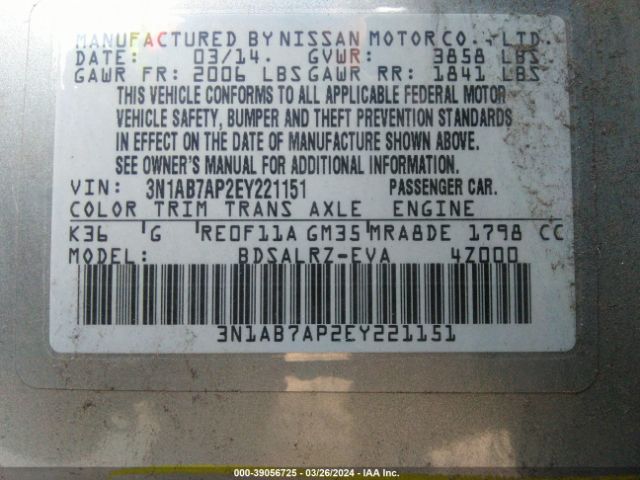 MANUFACTURED BY NISSAN MOTOR CO., LTD.
DATE: 03/14. GVWR: 3858 LBS
GAWR FR: 2006 LBS GAWR RR: 1841 LBS
THIS VEHICLE CONFORMS TO ALL APPLICABLE FEDERAL MOTOR
VEHICLE SAFETY, BUMPER AND THEFT PREVENTION STANDARDS
IN EFFECT ON THE DATE OF MANUFACTURE SHOWN ABOVE.
SEE OWNER'S MANUAL FOR ADDITIONAL INFORMATION.
VIN: 3N1AB7AP2EY221151 PASSENGER CAR.
COLOR TRIM TRANS AXLE ENGINE
K36 G RE0F11A GM35 MRA8DE 1798 CC
MODEL: BDSALRZ-EVA 4Z000
3N1AB7AP2EY221151
000-39056725 | 03/26/2024 | IAA Inc.